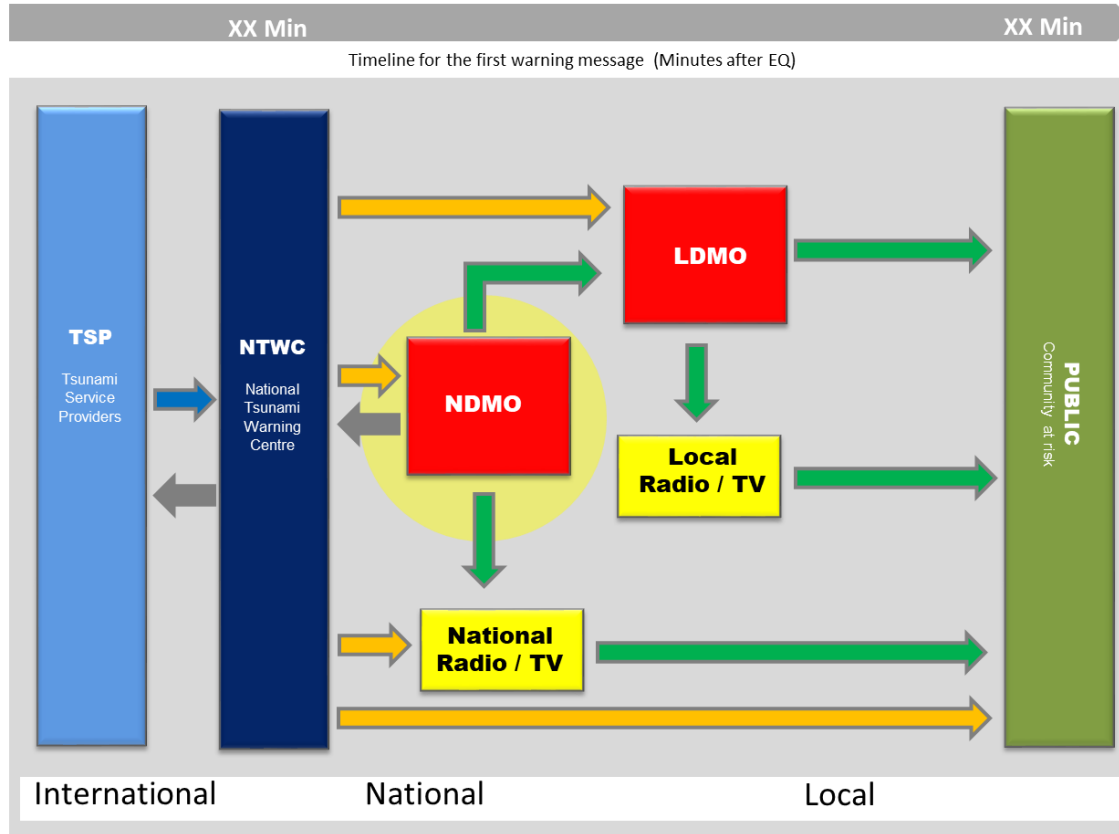 XX Min
XX Min
Timeline for the first warning message (Minutes after EQ)
TSP
Tsunami
Service
Providers
NTWC
National
Tsunami
Warning
Centre
NDMO
LDMO
Local
Radio / TV
National
Radio / TV
PUBLIC
Community at risk
International
National
Local